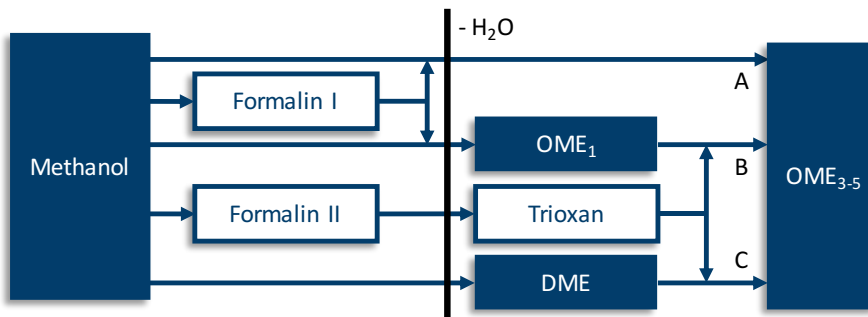 - H₂O
A
Formalin I
Methanol
OME₁
B
OME₃₋₅
Formalin II
Trioxan
C
DME